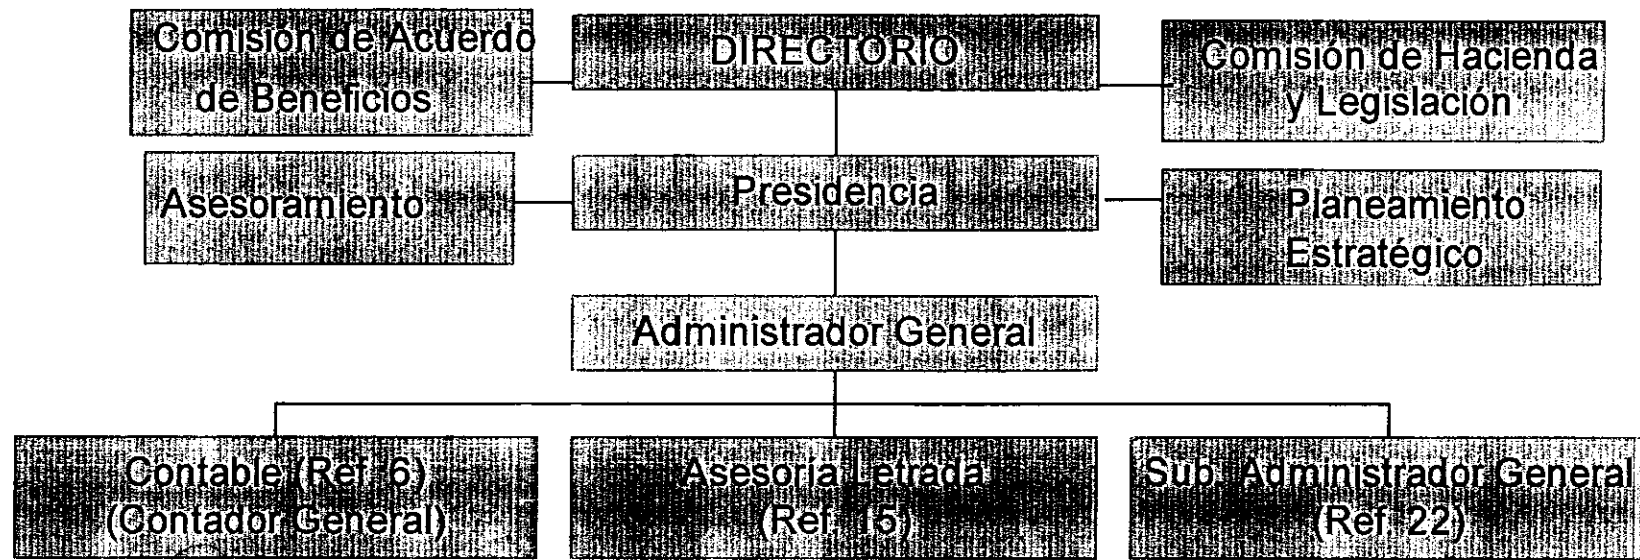 Comisión de Acuerdo
de Beneficios
DIRECTORIO
Comisión de Hacienda
y Legislación
Asesoramiento
Presidencia
Planeamiento
Estratégico
Administrador General
Contable (Ref. 6)
(Contador General)
Asesoría Letrada
(Ref. 15)
Sub. Administrador General
(Ref. 22)